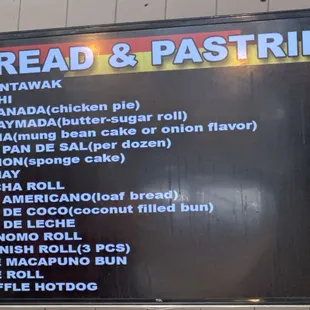 READ & PASTRI
NTAWAK
HI
ANADA(chicken pie)
AYMADA(butter-sugar roll)
IA(mung bean cake or onion flavor)
PAN DE SAL(per dozen)
ON(sponge cake)
AY
HA ROLL
AMERICANO(loaf bread)
DE COCO(coconut filled bun)
DE LECHE
NOMO ROLL
NISH ROLL(3 PCS)
MACAPUNO BUN
E ROLL
FFLE HOTDOG